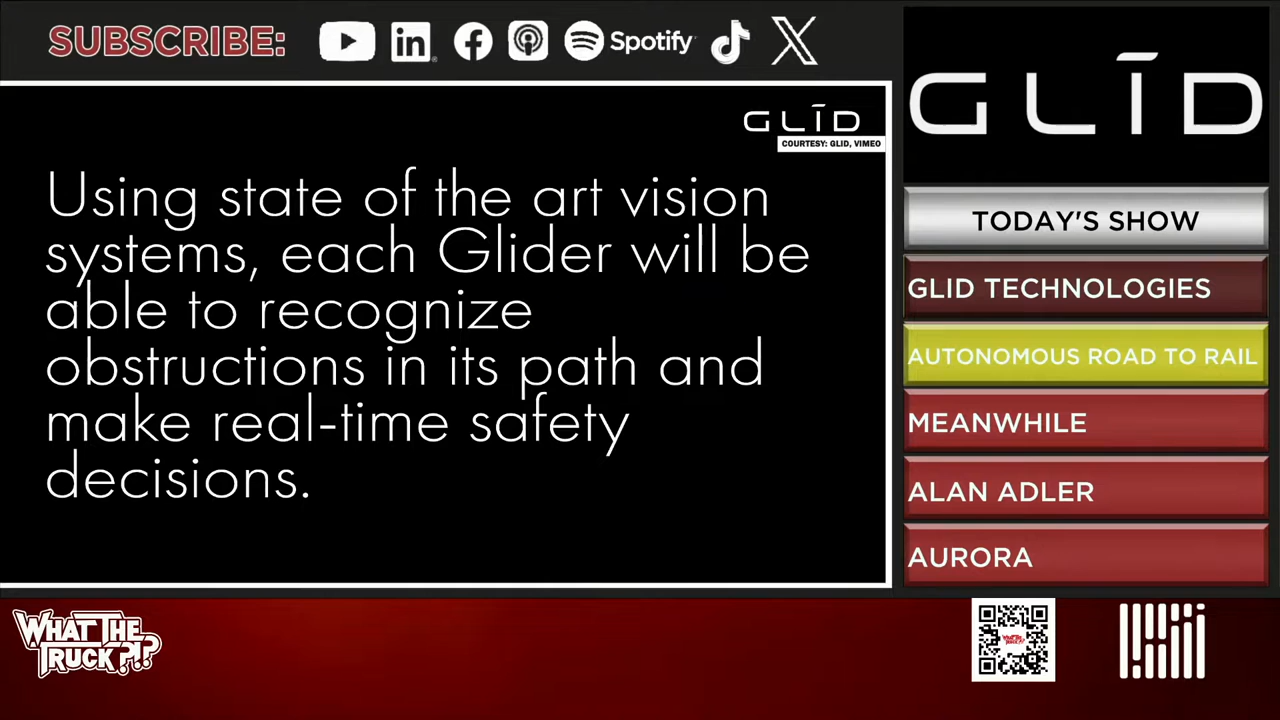 SUBSCRIBE:
Spotify
GLĪD
COURTESY: GLID, VIMEO
Using state of the art vision
systems, each Glider will be
able to recognize
obstructions in its path and
make real-time safety
decisions.
GLĪD
TODAY'S SHOW
GLID TECHNOLOGIES
AUTONOMOUS ROAD TO RAIL
MEANWHILE
ALAN ADLER
AURORA
WHAT THE
TRUCK?!?